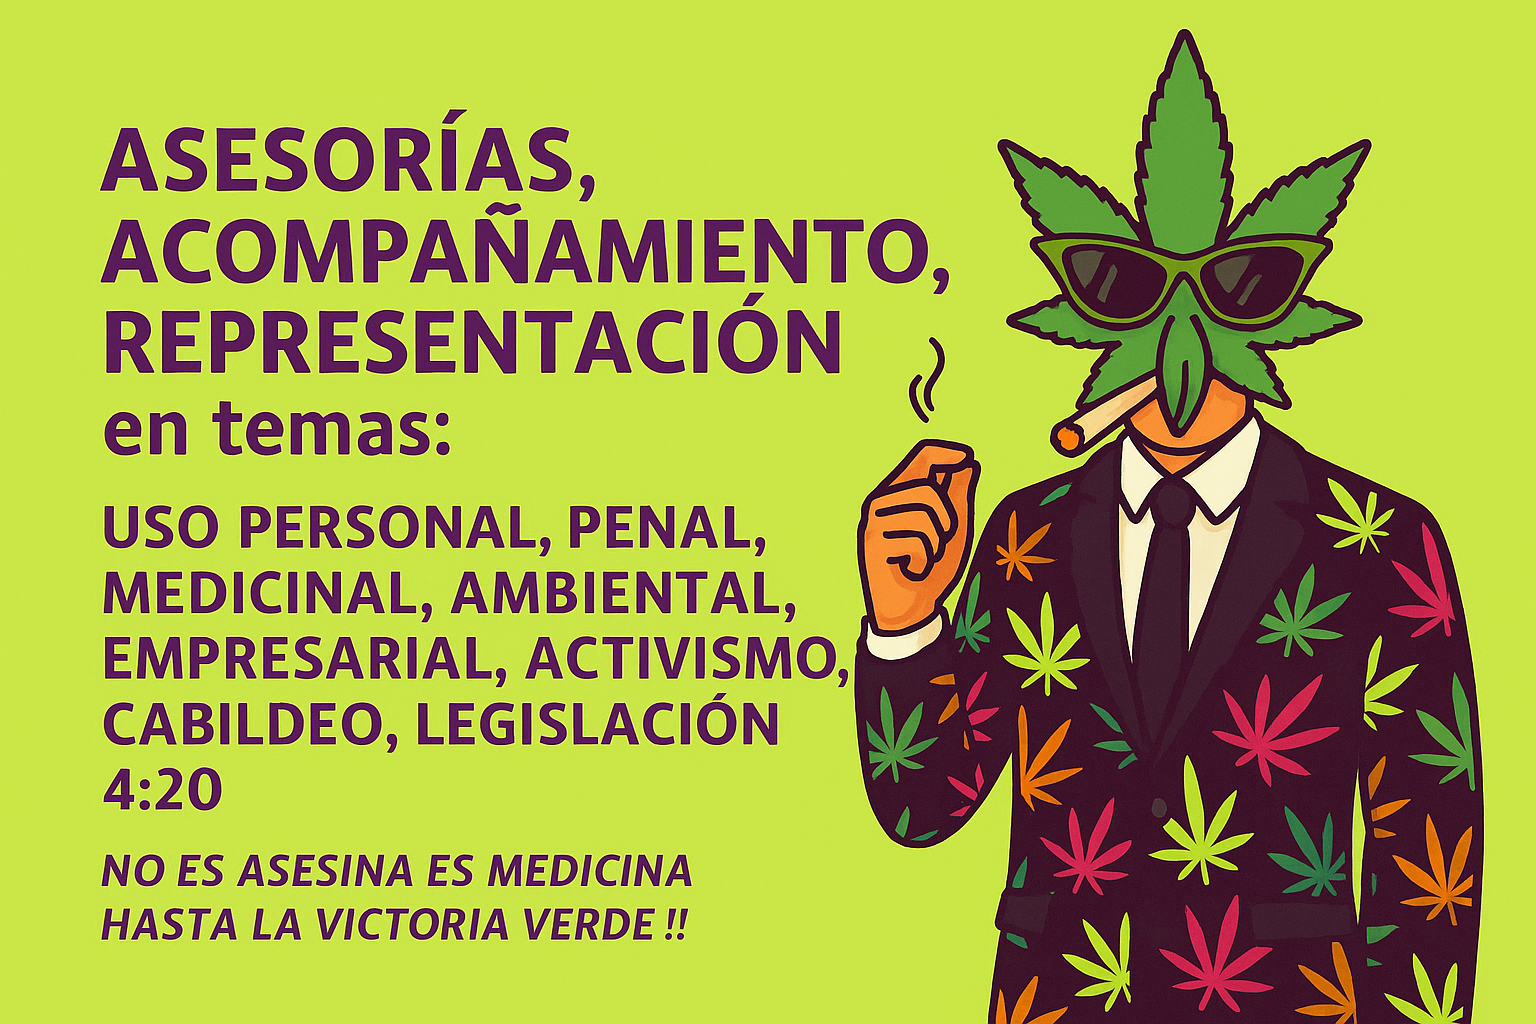 ASESORÍAS,
ACOMPAÑAMIENTO,
REPRESENTACIÓN
en temas:
USO PERSONAL, PENAL,
MEDICINAL, AMBIENTAL,
EMPRESARIAL, ACTIVISMO,
CABILDEO, LEGISLACIÓN
4:20
NO ES ASESINA ES MEDICINA
HASTA LA VICTORIA VERDE !!